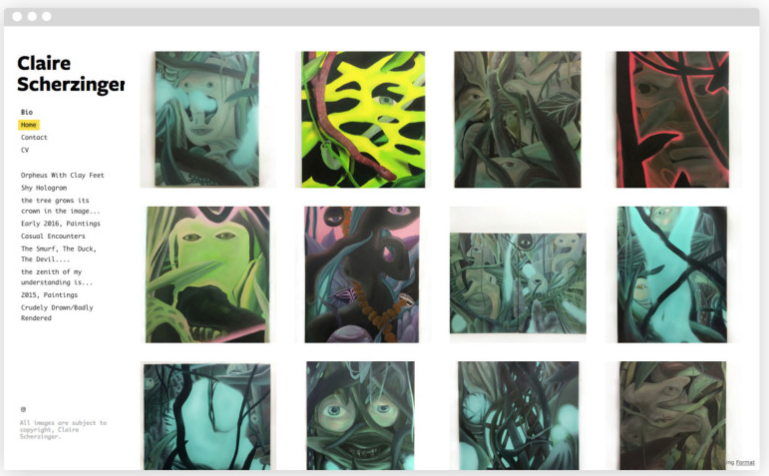 Claire
Scherzinger
Bio
Home
Contact
CV
Orpheus With Clay Feet
Shy Hologram
the tree grows its
crown in the image...
Early 2016, Paintings
Casual Encounters
The Smurf, The Duck,
The Devil....
the zenith of my
understanding is...
2015, Paintings
Crudely Drawn/Badly
Rendered
All images are subject to
copyright, Claire
Scherzinger.
ng Format